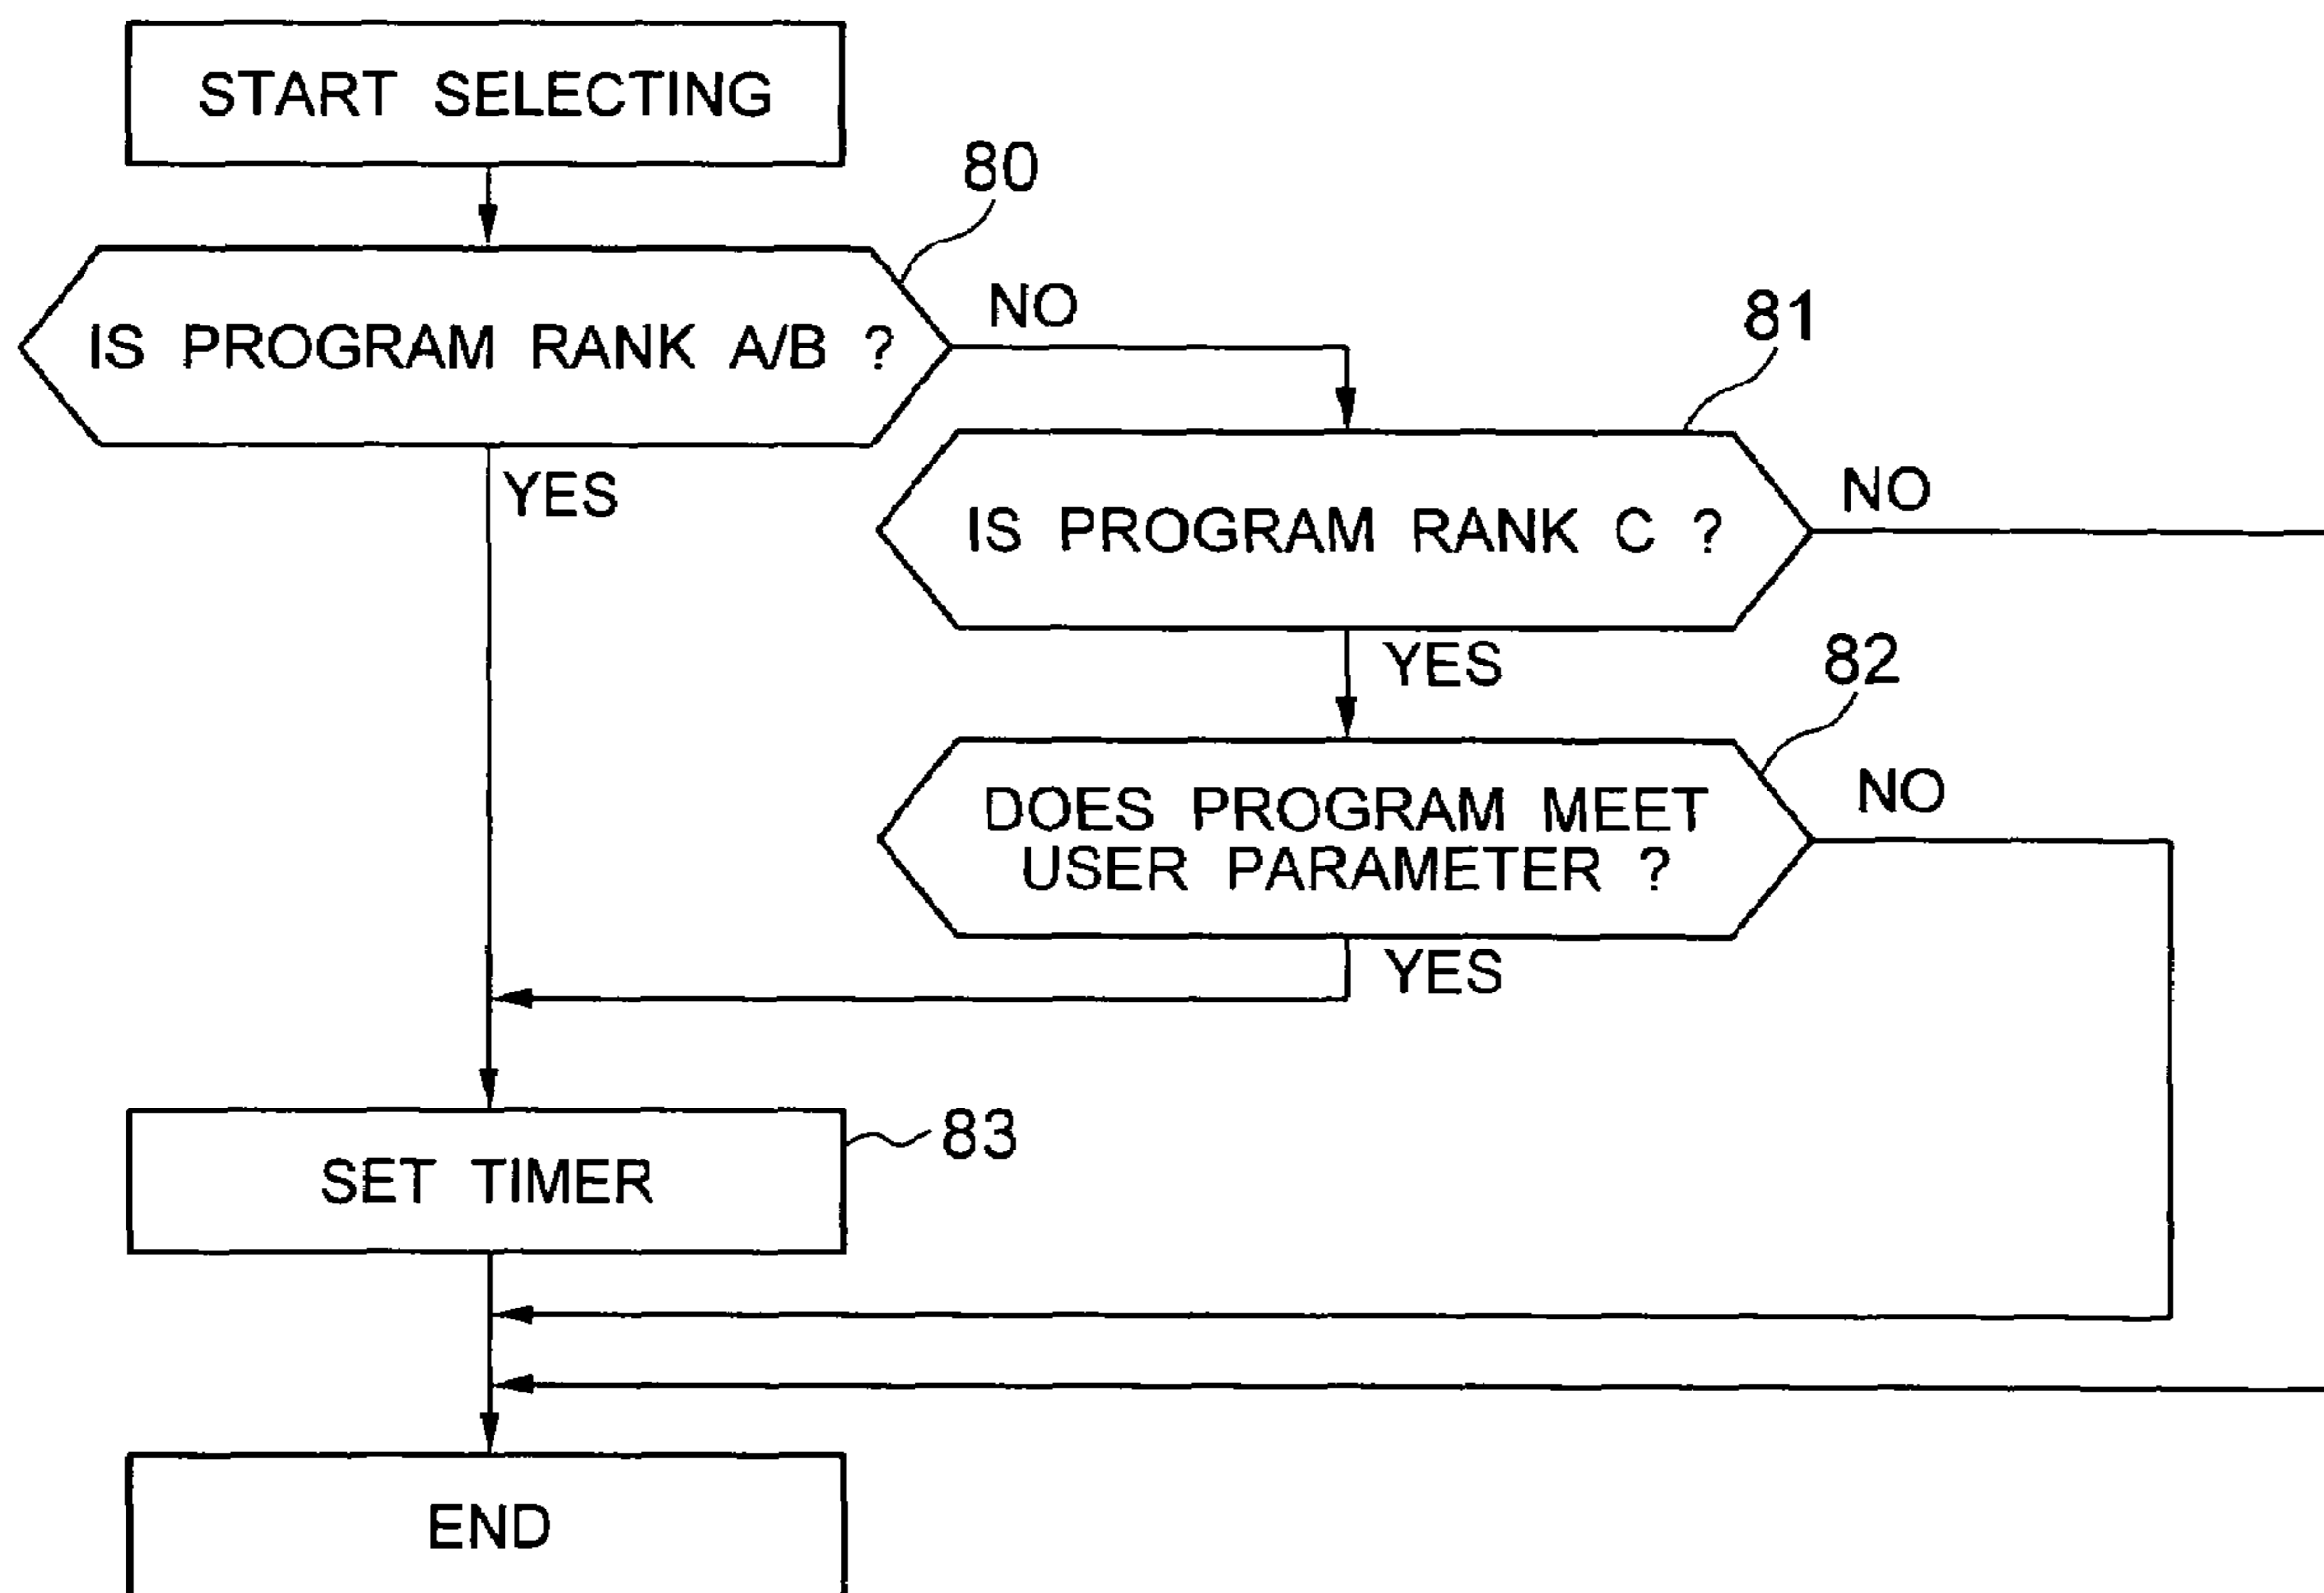 START SELECTING
80
IS PROGRAM RANK A/B ?
NO
YES
81
IS PROGRAM RANK C ?
NO
YES
82
DOES PROGRAM MEET
USER PARAMETER ?
NO
YES
SET TIMER
83
END